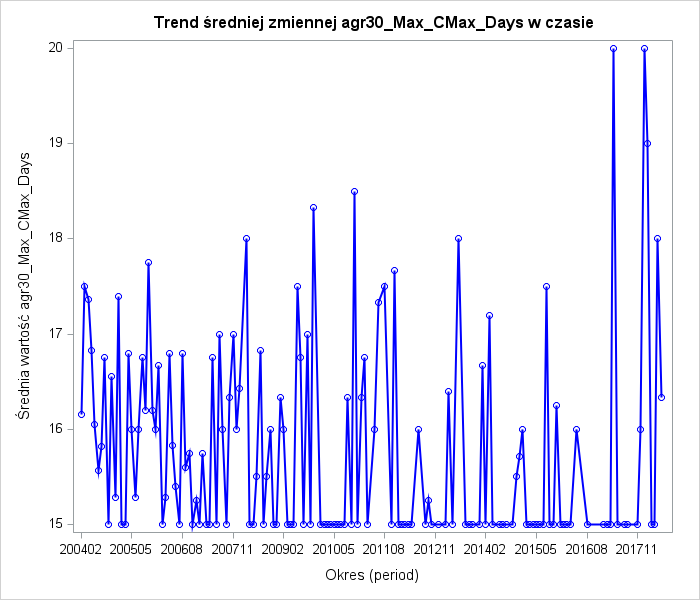 Trend średniej zmiennej agr30_Max_CMax_Days w czasie
Średnia wartość agr30_Max_CMax_Days
20
19
18
17
16
15
200402 200505 200608 200711 200902 201005 201108 201211 201402 201505 201608 201711
Okres (period)